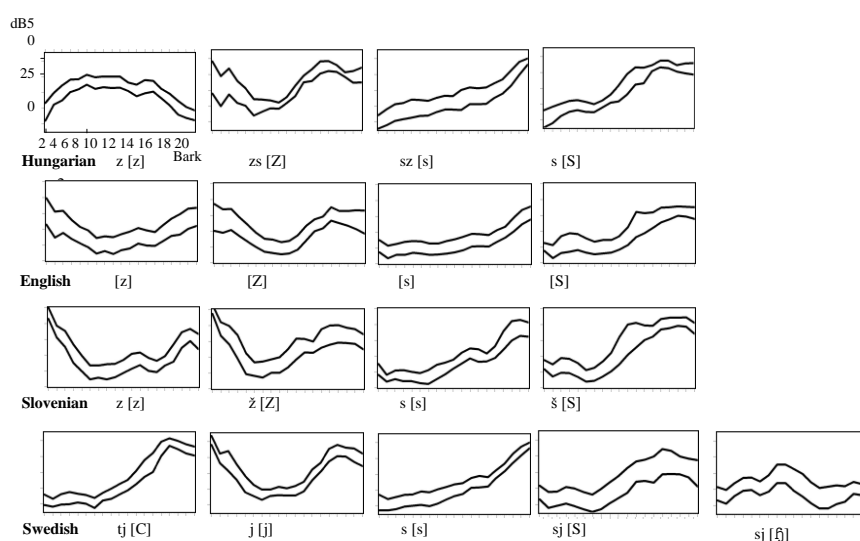 dB5
0
25
0
2 4 6 8 10 12 14 16 18 20
Bark
Hungarian z [z] zs [Z] sz [s] s [S]
English [z] [Z] [s] [S]
Slovenian z [z] ž [Z] s [s] š [S]
Swedish tj [C] j [j] s [s] sj [S]